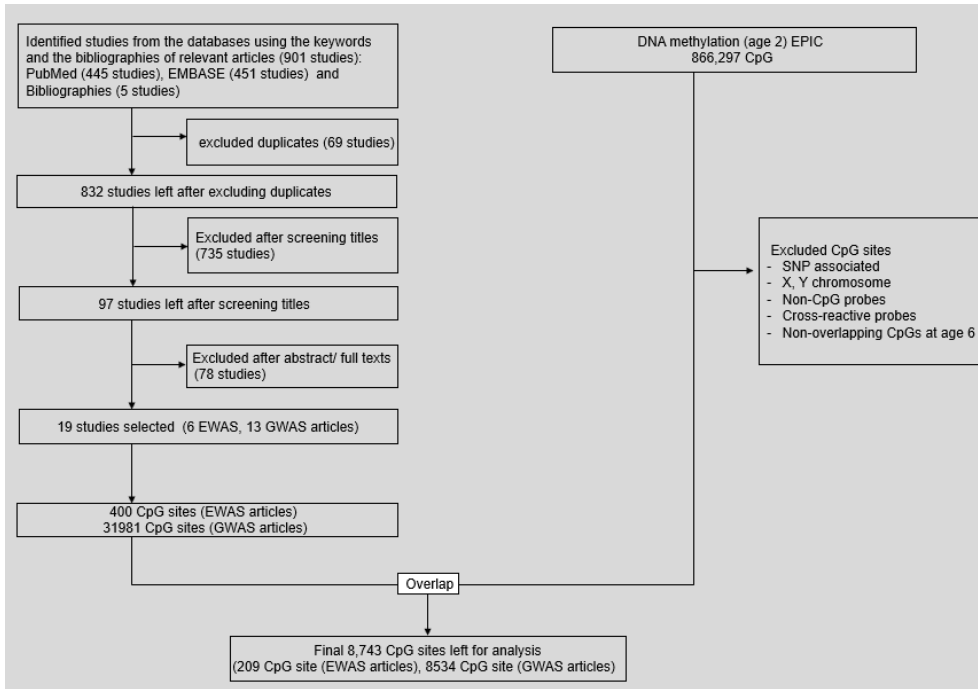 Identified studies from the databases using the keywords
and the bibliographies of relevant articles (901 studies):
PubMed (445 studies), EMBASE (451 studies)  and
Bibliographies (5 studies)
excluded duplicates (69 studies)
832 studies left after excluding duplicates
Excluded after screening titles
(735 studies)
97 studies left after screening titles
Excluded after abstract/ full texts
(78 studies)
19 studies selected  (6 EWAS, 13 GWAS articles)
400 CpG sites (EWAS articles)
31981 CpG sites (GWAS articles)
DNA methylation (age 2) EPIC
866,297 CpG
Excluded CpG sites
- SNP associated
- X, Y chromosome
- Non-CpG probes
- Cross-reactive probes
- Non-overlapping CpGs at age 6
Overlap
Final 8,743 CpG sites left for analysis
(209 CpG site (EWAS articles), 8534 CpG site (GWAS articles)